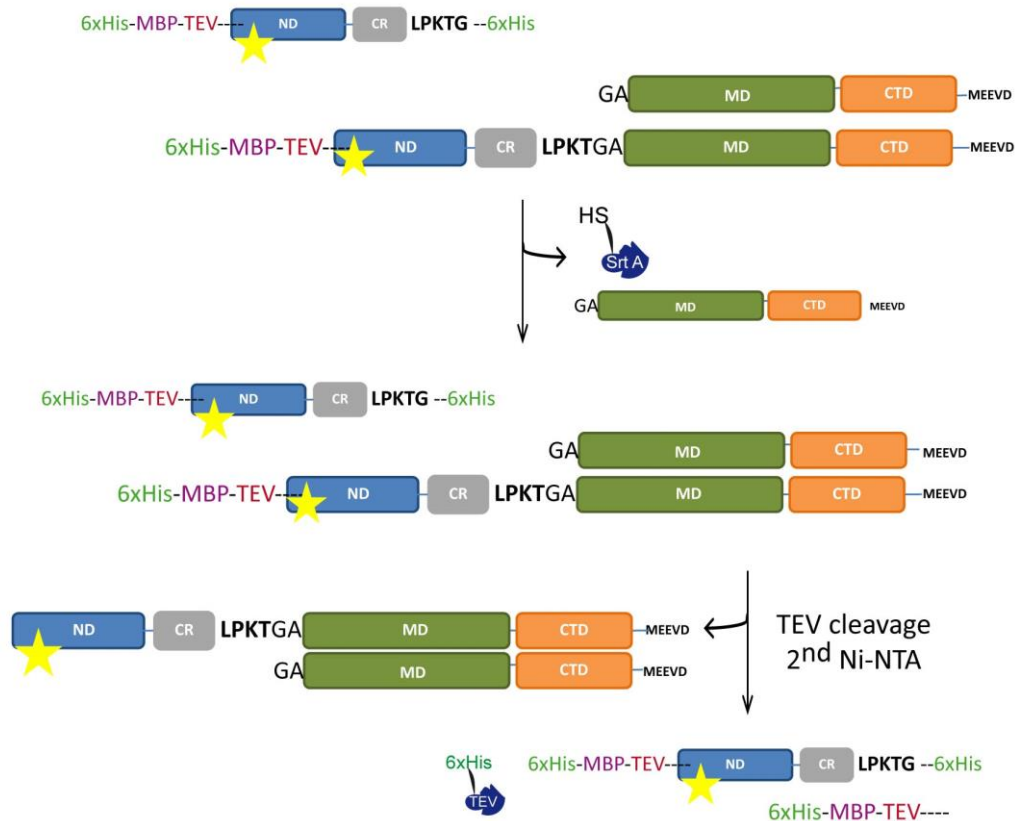 6xHis-MBP-TEV---- ND CR LPKTG --6xHis
GA MD CTD MEEVD
6xHis-MBP-TEV---- ND CR LPKTGA MD CTD MEEVD
HS
Srt A
GA MD CTD MEEVD
6xHis-MBP-TEV---- ND CR LPKTG --6xHis
GA MD CTD MEEVD
6xHis-MBP-TEV---- ND CR LPKTGA MD CTD MEEVD
ND CR LPKTGA MD CTD MEEVD
GA MD CTD MEEVD
TEV cleavage
2nd Ni-NTA
6xHis
TEV
6xHis-MBP-TEV---- ND CR LPKTG --6xHis
6xHis-MBP-TEV----